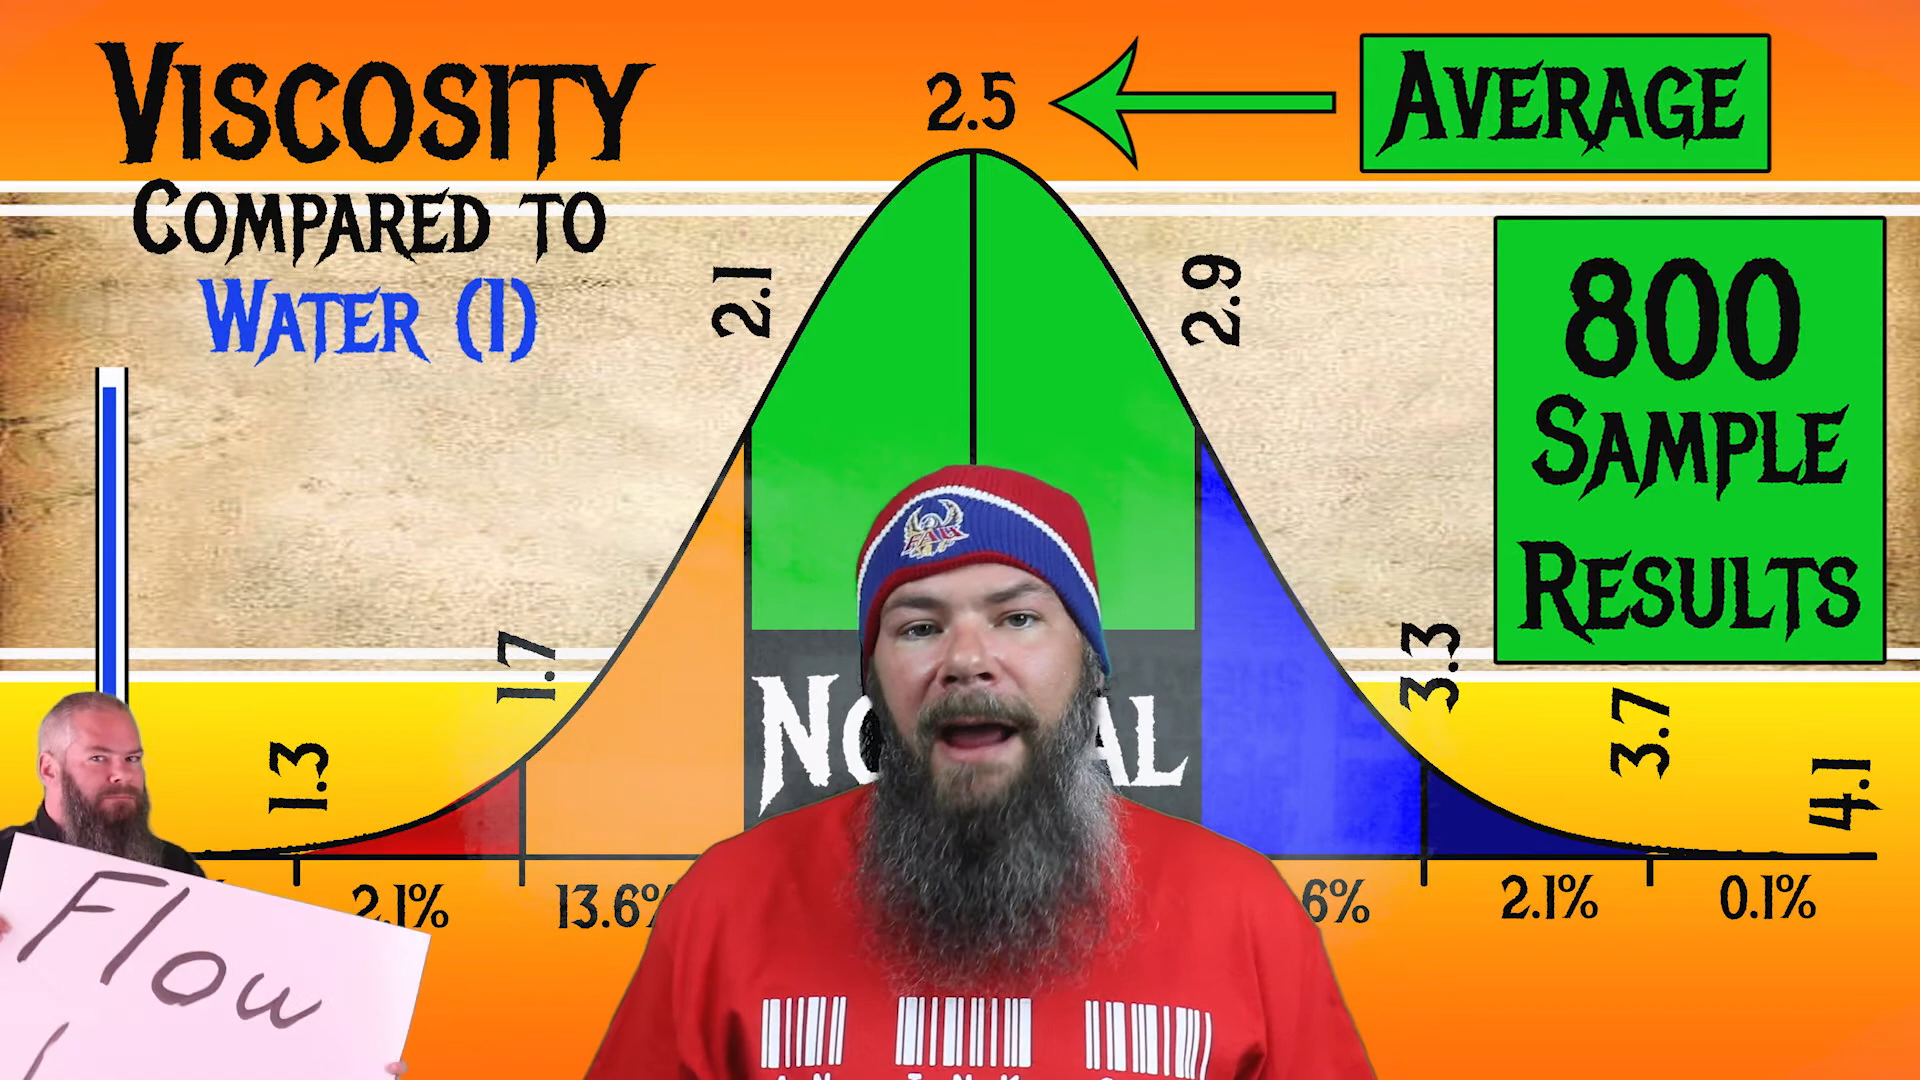 VISCOSITY
COMPARED TO
WATER (1)
2.5
AVERAGE
800
SAMPLE
RESULTS
2.1
2.9
1.7
3.3
1.3
3.7
4.1
2.1%
13.6%
2.1%
0.1%
Flow